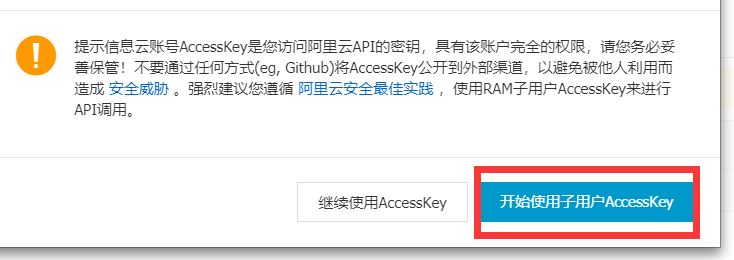 提示信息云账号AccessKey是您访问阿里云API的密钥，具有该账户完全的权限，请您务必妥
善保管！不要通过任何方式(eg, Github)将AccessKey公开到外部渠道，以避免被他人利用而
造成 安全威胁 。强烈建议您遵循 阿里云安全最佳实践 ，使用RAM子用户AccessKey来进行
API调用。
继续使用AccessKey
开始使用子用户AccessKey